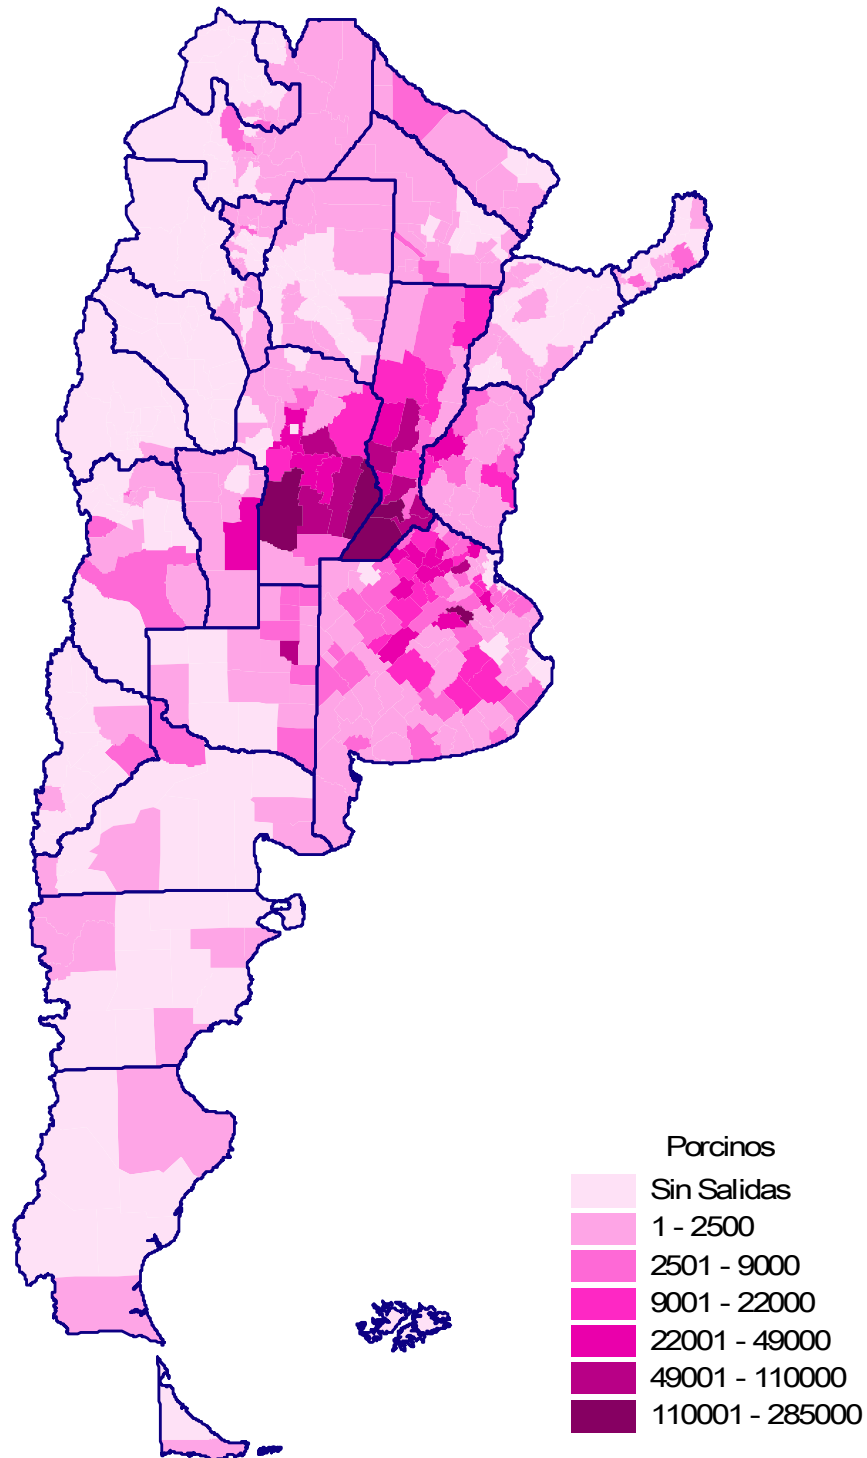 Porcinos
Sin Salidas
1 - 2500
2501 - 9000
9001 - 22000
22001 - 49000
49001 - 110000
110001 - 285000